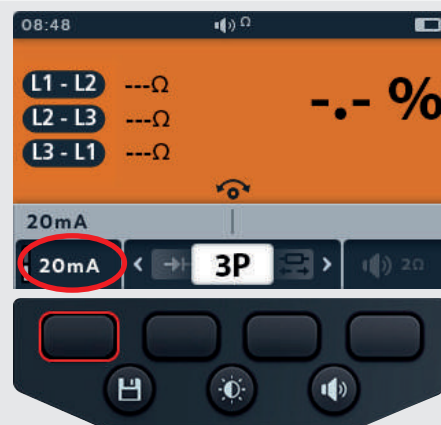 08:48 Ω
L1 - L2 ---Ω
-.- %
L2 - L3 ---Ω
L3 - L1 ---Ω
20mA
20mA < 3P > 2Ω